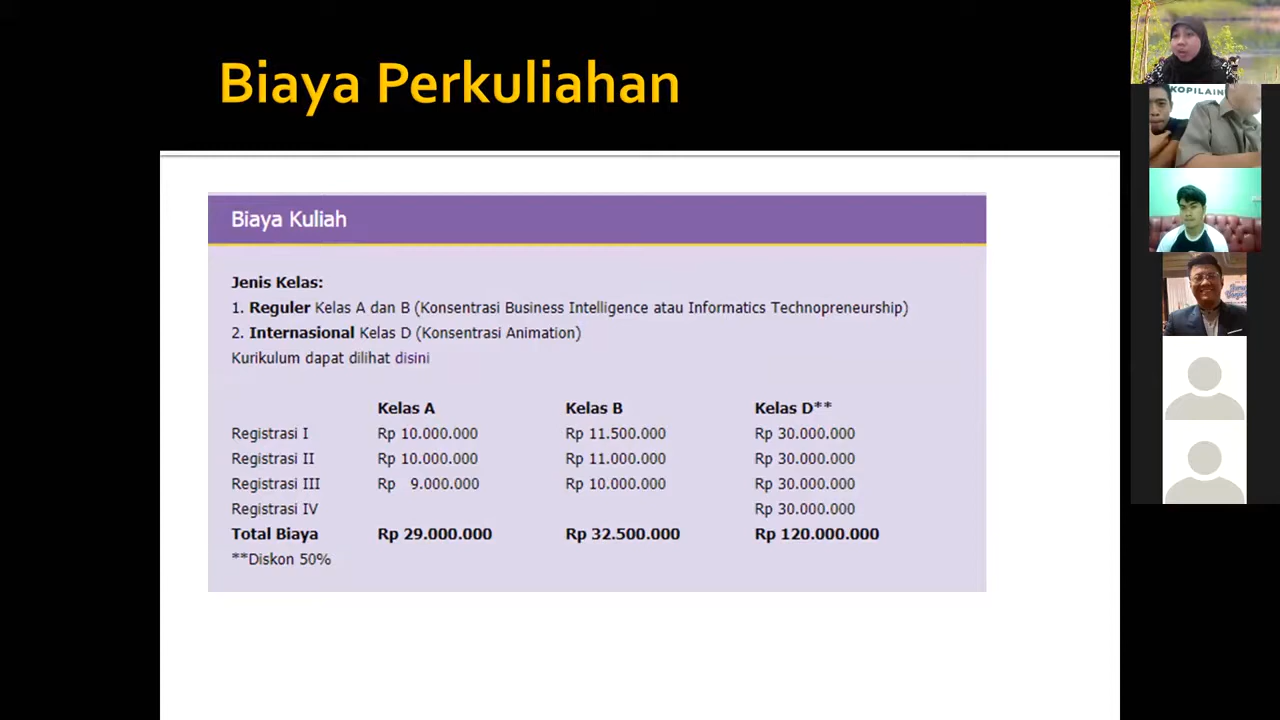 Biaya Perkuliahan
Biaya Kuliah
Jenis Kelas:
1. Reguler Kelas A dan B (Konsentrasi Business Intelligence atau Informatics Technopreneurship)
2. Internasional Kelas D (Konsentrasi Animation)
Kurikulum dapat dilihat disini
Kelas A Kelas B Kelas D**
Registrasi I Rp 10.000.000 Rp 11.500.000 Rp 30.000.000
Registrasi II Rp 10.000.000 Rp 11.000.000 Rp 30.000.000
Registrasi III Rp 9.000.000 Rp 10.000.000 Rp 30.000.000
Registrasi IV Rp 30.000.000
Total Biaya Rp 29.000.000 Rp 32.500.000 Rp 120.000.000
**Diskon 50%